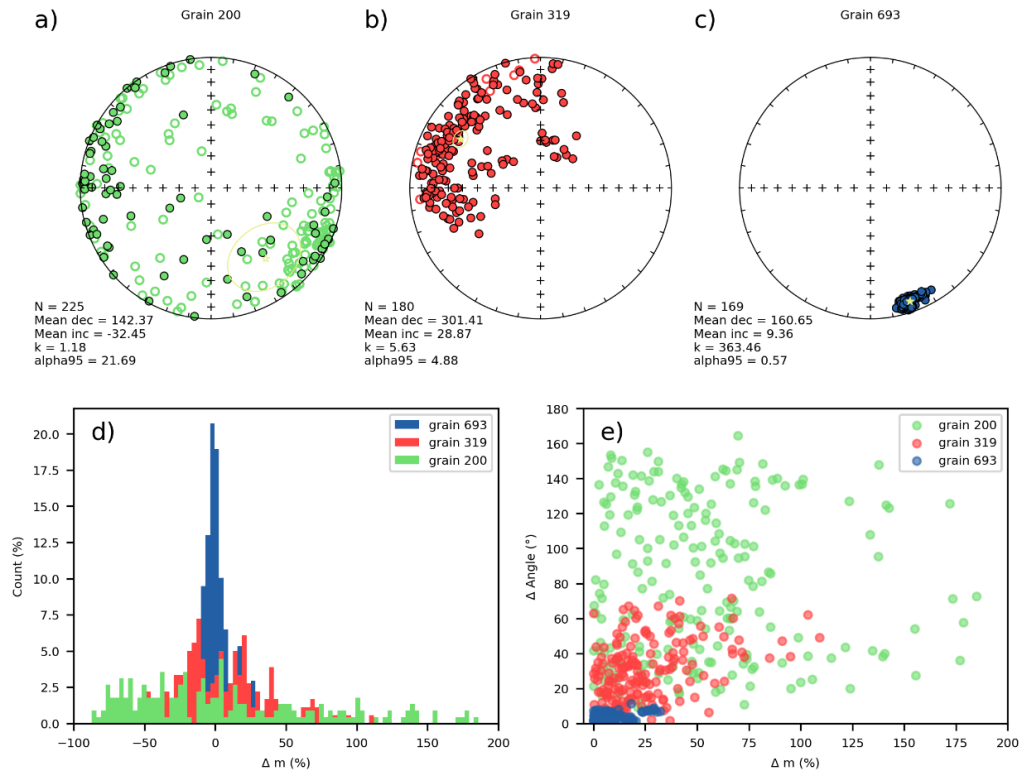 a)
Grain 200
b)
Grain 319
c)
Grain 693
N = 225
Mean dec = 142.37
Mean inc = -32.45
k = 1.18
alpha95 = 21.69
N = 180
Mean dec = 301.41
Mean inc = 28.87
k = 5.63
alpha95 = 4.88
N = 169
Mean dec = 160.65
Mean inc = 9.36
k = 363.46
alpha95 = 0.57
d)
grain 693
grain 319
grain 200
Count (%)
20.0
17.5
15.0
12.5
10.0
7.5
5.0
2.5
0.0
−100
−50
0
50
100
150
200
Δ m (%)
e)
grain 200
grain 319
grain 693
Δ Angle (°)
180
160
140
120
100
80
60
40
20
0
0
25
50
75
100
125
150
175
200
Δ m (%)